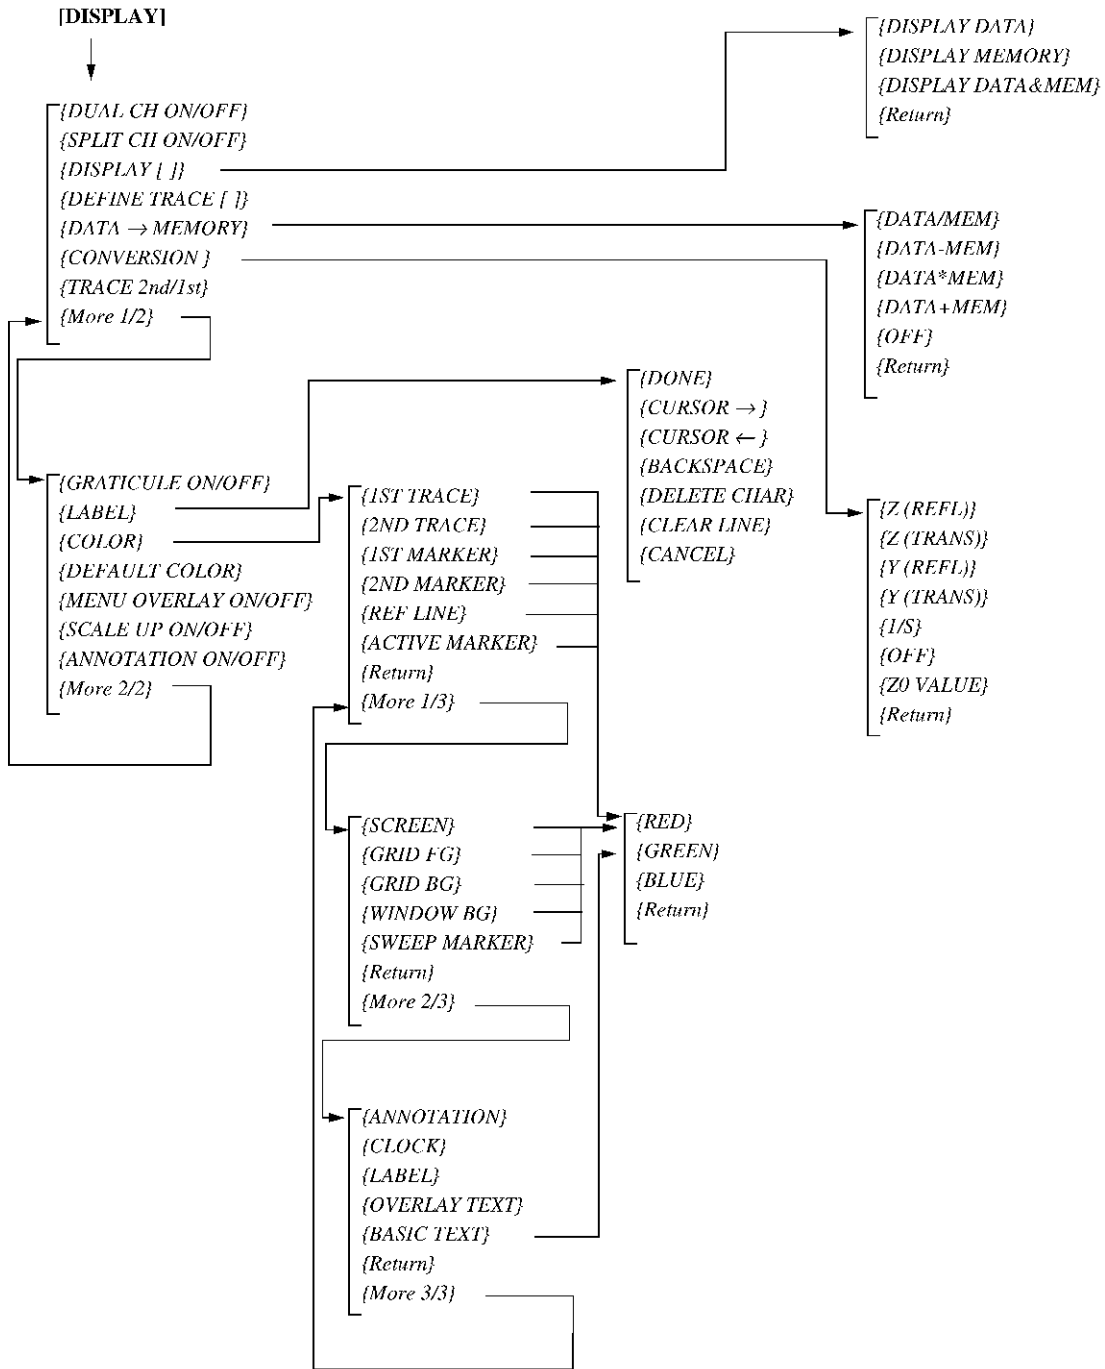 [DISPLAY]
{DUAL CH ON/OFF}
{SPLIT CH ON/OFF}
{DISPLAY [ ]}
{DEFINE TRACE [ ]}
{DATA → MEMORY}
{CONVERSION }
{TRACE 2nd/1st}
{More 1/2}
{DISPLAY DATA}
{DISPLAY MEMORY}
{DISPLAY DATA&MEM}
{Return}
{DATA/MEM}
{DATA-MEM}
{DATA*MEM}
{DATA+MEM}
{OFF}
{Return}
{GRATICULE ON/OFF}
{LABEL}
{COLOR}
{DEFAULT COLOR}
{MENU OVERLAY ON/OFF}
{SCALE UP ON/OFF}
{ANNOTATION ON/OFF}
{More 2/2}
{DONE}
{CURSOR → }
{CURSOR ← }
{BACKSPACE}
{DELETE CHAR}
{CLEAR LINE}
{CANCEL}
{1ST TRACE}
{2ND TRACE}
{1ST MARKER}
{2ND MARKER}
{REF LINE}
{ACTIVE MARKER}
{Return}
{More 1/3}
{Z (REFL)}
{Z (TRANS)}
{Y (REFL)}
{Y (TRANS)}
{1/S}
{OFF}
{Z0 VALUE}
{Return}
{SCREEN}
{GRID FG}
{GRID BG}
{WINDOW BG}
{SWEEP MARKER}
{Return}
{More 2/3}
{RED}
{GREEN}
{BLUE}
{Return}
{ANNOTATION}
{CLOCK}
{LABEL}
{OVERLAY TEXT}
{BASIC TEXT}
{Return}
{More 3/3}